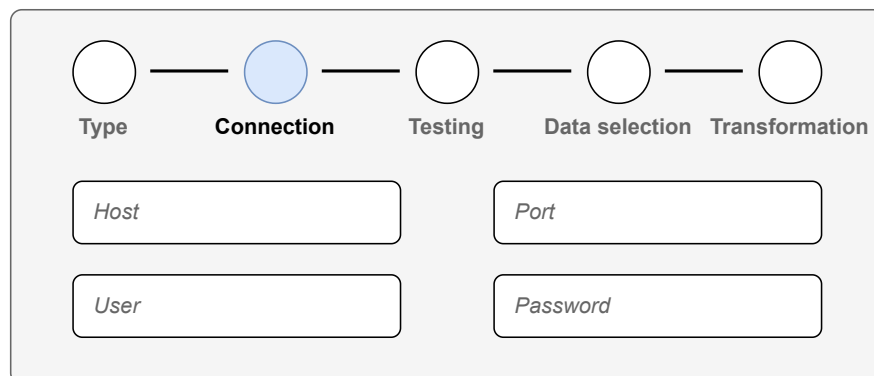 Type Connection Testing Data selection Transformation
Host Port
User Password